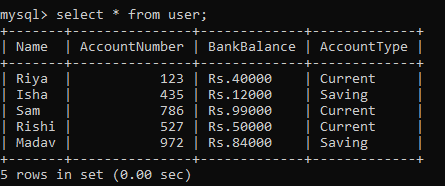 mysql> select * from user;
+-------+---------------+-------------+-------------+
| Name  | AccountNumber | BankBalance | AccountType |
+-------+---------------+-------------+-------------+
| Riya  |           123 | Rs.40000    | Current     |
| Isha  |           435 | Rs.12000    | Saving      |
| Sam   |           786 | Rs.99000    | Current     |
| Rishi |           527 | Rs.50000    | Current     |
| Madav |           972 | Rs.84000    | Saving      |
+-------+---------------+-------------+-------------+
5 rows in set (0.00 sec)